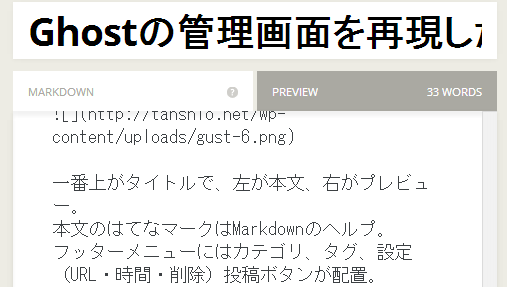 Ghostの管理画面を再現した
MARKDOWN ?
PREVIEW 33 WORDS
![](http://tanshio.net/wp-
content/uploads/gust-6.png)
一番上がタイトルで、左が本文、右がプレビュ
ー。
本文のはてなマークはMarkdownのヘルプ。
フッターメニューにはカテゴリ、タグ、設定
（URL・時間・削除）投稿ボタンが配置。